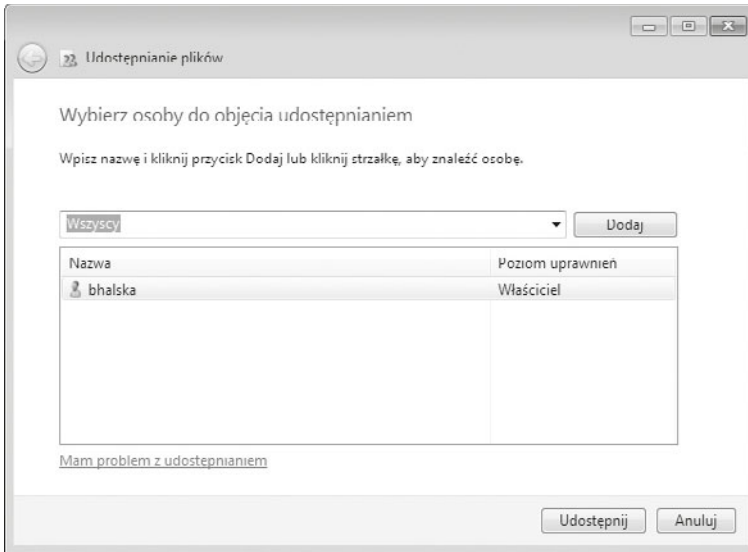 Udostępnianie plików
Wybierz osoby do objęcia udostępnianiem
Wpisz nazwę i kliknij przycisk Dodaj lub kliknij strzałkę, aby znaleźć osobę.
Wszyscy Dodaj
Nazwa Poziom uprawnień
bhalska Właściciel
Mam problem z udostępnianiem
Udostępnij Anuluj